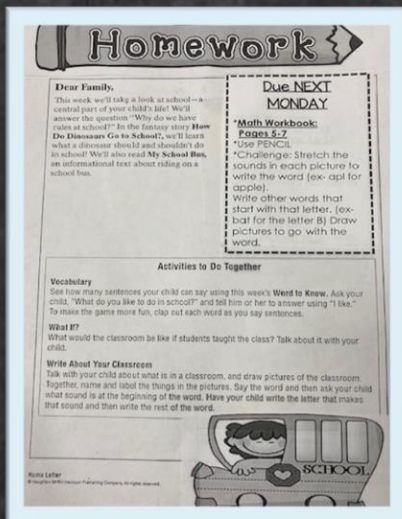 Homework
Dear Family,
This week we'll take a look at school—a
central part of your child's life! We'll
answer the question "Why do we have
rules at school?" In the fantasy story How
Do Dinosaurs Go to School?, we'll learn
what a dinosaur should and shouldn't do
in school! We'll also read My School Bus,
an informational text about riding on a
school bus.
Due NEXT
MONDAY
*Math Workbook:
Pages 5-7
*Use PENCIL
*Challenge: Stretch the
sounds in each picture to
write the word (ex- apl for
apple).
Write other words that
start with that letter. (ex-
bat for the letter B) Draw
pictures to go with the
word.
Activities to Do Together
Vocabulary
See how many sentences your child can say using this week's Word to Know. Ask your
child, "What do you like to do in school?" and tell him or her to answer using "I like."
To make the game more fun, clap out each word as you say sentences.
What If?
What would the classroom be like if students taught the class? Talk about it with your
child.
Write About Your Classroom
Talk with your child about what is in a classroom, and draw pictures of the classroom.
Together, name and label the things in the pictures. Say the word and then ask your child
what sound is at the beginning of the word. Have your child write the letter that makes
that sound and then write the rest of the word.
SCHOOL
Home Letter
© Houghton Mifflin Harcourt Publishing Company. All rights reserved.